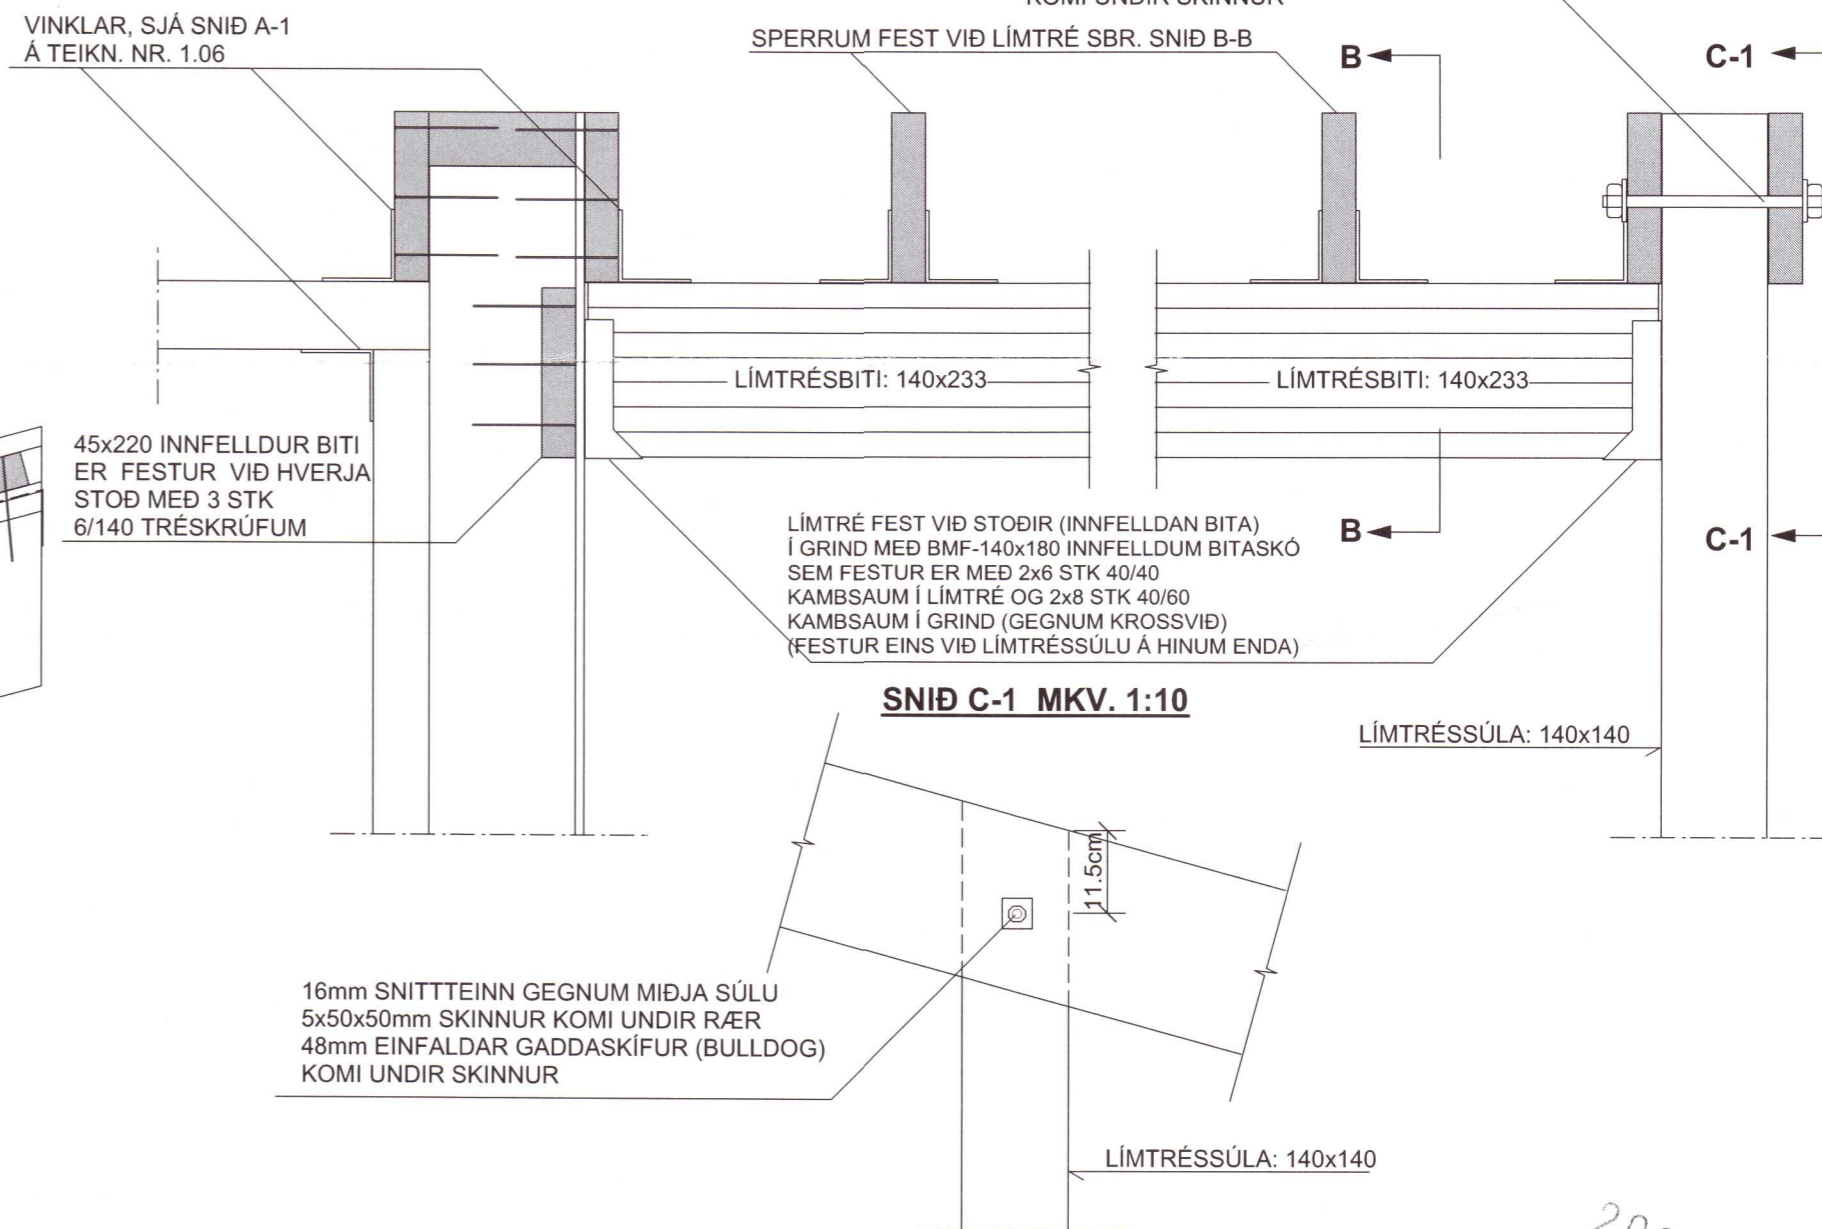 KOMI UNDIR SKINNUR
VINKLAR, SJÁ SNIÐ A-1
Á TEIKN. NR. 1.06
SPERRUM FEST VIÐ LÍMTRÉ SBR. SNIÐ B-B
B
C-1
LÍMTRÉSBITI: 140x233
LÍMTRÉSBITI: 140x233
45x220 INNFELLDUR BITI
ER FESTUR VIÐ HVERJA
STOÐ MEÐ 3 STK
6/140 TRÉSKRÚFUM
LÍMTRÉ FEST VIÐ STOÐIR (INNFELLDAN BITA)
Í GRIND MEÐ BMF-140x180 INNFELLDUM BITASKÓ
SEM FESTUR ER MEÐ 2x6 STK 40/40
KAMBSAUM Í LÍMTRÉ OG 2x8 STK 40/60
KAMBSAUM Í GRIND (GEGNUM KROSSVIÐ)
(FESTUR EINS VIÐ LÍMTRÉSSÚLU Á HINUM ENDA)
B
C-1
SNIÐ C-1 MKV. 1:10
LÍMTRÉSSÚLA: 140x140
11.5cm
16mm SNITTTEINN GEGNUM MIÐJA SÚLU
5x50x50mm SKINNUR KOMI UNDIR RÆR
48mm EINFALDAR GADDASKÍFUR (BULLDOG)
KOMI UNDIR SKINNUR
LÍMTRÉSSÚLA: 140x140